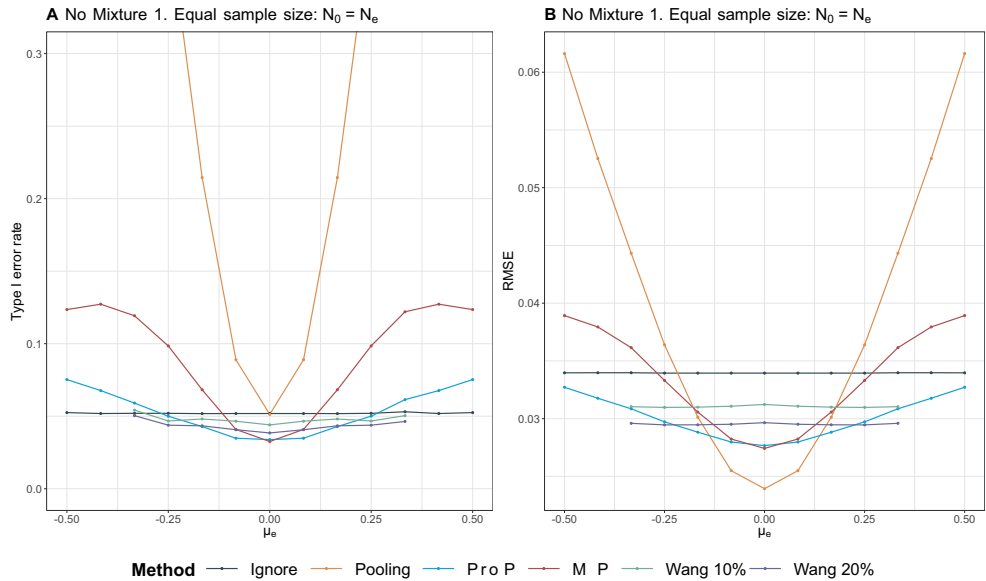 A No Mixture 1. Equal sample size: N₀ = Nₑ
0.3
0.2
0.1
0.0
Type I error rate
-0.50 -0.25 0.00 0.25 0.50
μₑ
B No Mixture 1. Equal sample size: N₀ = Nₑ
0.06
0.05
0.04
0.03
RMSE
-0.50 -0.25 0.00 0.25 0.50
μₑ
Method Ignore Pooling P r o P M P Wang 10% Wang 20%